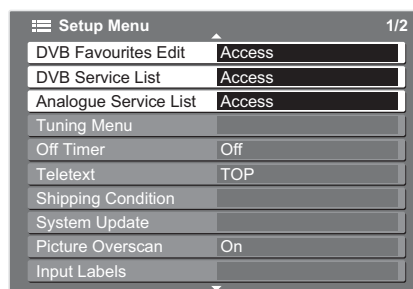 Setup Menu 1/2
DVB Favourites Edit Access
DVB Service List Access
Analogue Service List Access
Tuning Menu
Off Timer Off
Teletext TOP
Shipping Condition
System Update
Picture Overscan On
Input Labels